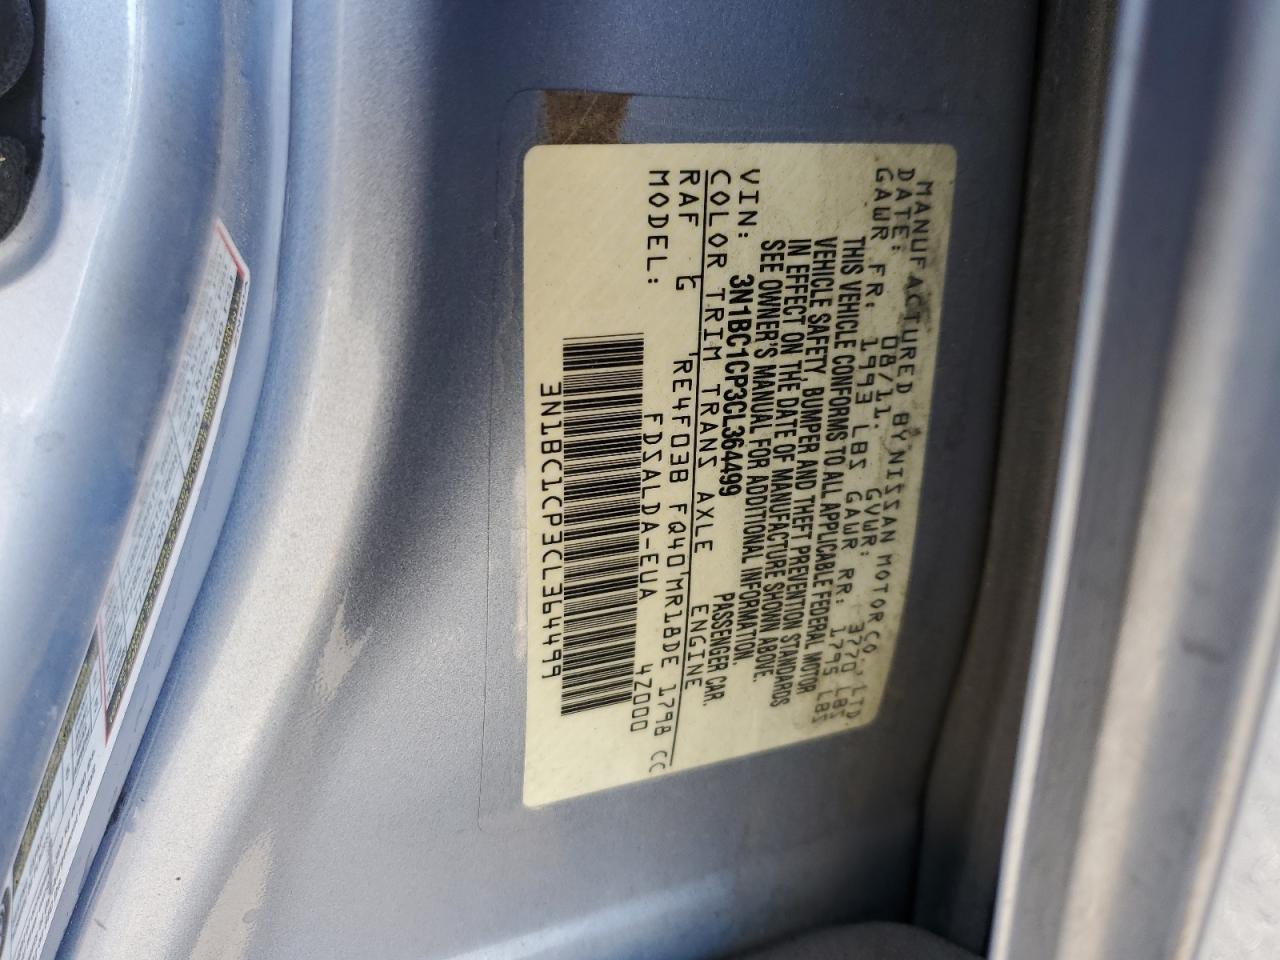 MANUFACTURED BY NISSAN MOTOR CO., LTD.
DATE: 08/11. GVWR: 3770 LBS
GAWR FR: 1993 LBS GAWR RR: 1795 LBS
THIS VEHICLE CONFORMS TO ALL APPLICABLE FEDERAL MOTOR
VEHICLE SAFETY, BUMPER AND THEFT PREVENTION STANDARDS
IN EFFECT ON THE DATE OF MANUFACTURE SHOWN ABOVE.
SEE OWNER'S MANUAL FOR ADDITIONAL INFORMATION.
VIN: 3N1BC1CP3CL364499 PASSENGER CAR.
COLOR TRIM TRANS AXLE ENGINE
RAF G RE4F03B FQ40 MR18DE 1798 CC
MODEL: FDSALDA-EUA 4Z000
3N1BC1CP3CL364499